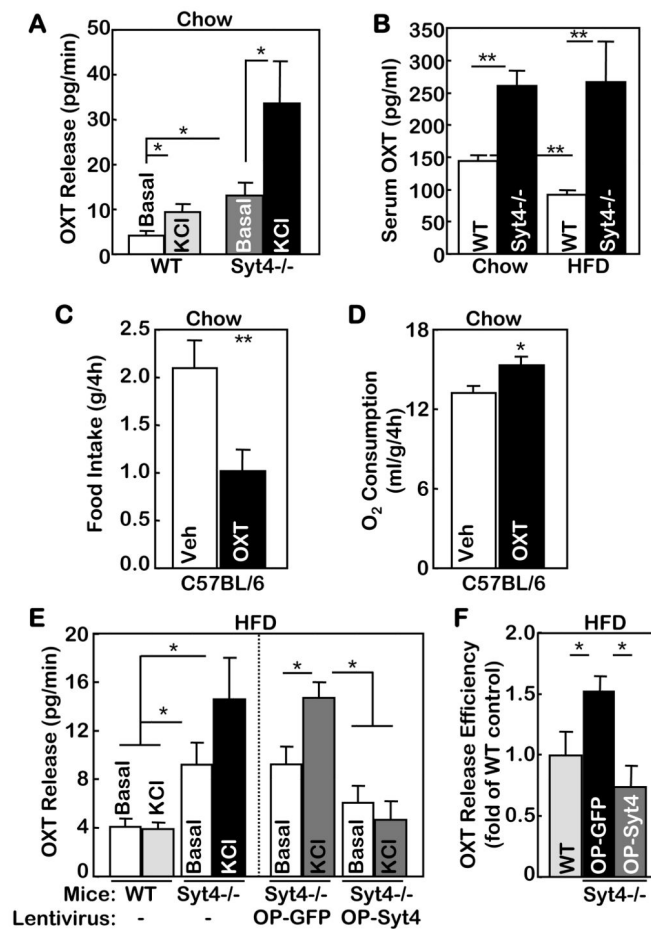 A
Chow
OXT Release (pg/min)
50
40
30
20
10
0
*
*
*
Basal
KCl
Basal
KCl
WT
Syt4-/-
B
Serum OXT (pg/ml)
350
300
250
200
150
100
50
0
**
**
**
WT
Syt4-/-
WT
Syt4-/-
Chow
HFD
C
Chow
Food Intake (g/4h)
2.5
2.0
1.5
1.0
0.5
0.0
**
Veh
OXT
C57BL/6
D
Chow
O₂ Consumption
(ml/g/4h)
18
12
6
0
*
Veh
OXT
C57BL/6
E
HFD
OXT Release (pg/min)
20
16
12
8
4
0
*
*
*
*
Basal
KCl
Basal
KCl
Basal
KCl
Basal
KCl
Mice: WT Syt4-/- Syt4-/- Syt4-/-
Lentivirus: - - OP-GFP OP-Syt4
F
HFD
OXT Release Efficiency
(fold of WT control)
2.0
1.5
1.0
0.5
0.0
*
*
WT
OP-GFP
OP-Syt4
Syt4-/-